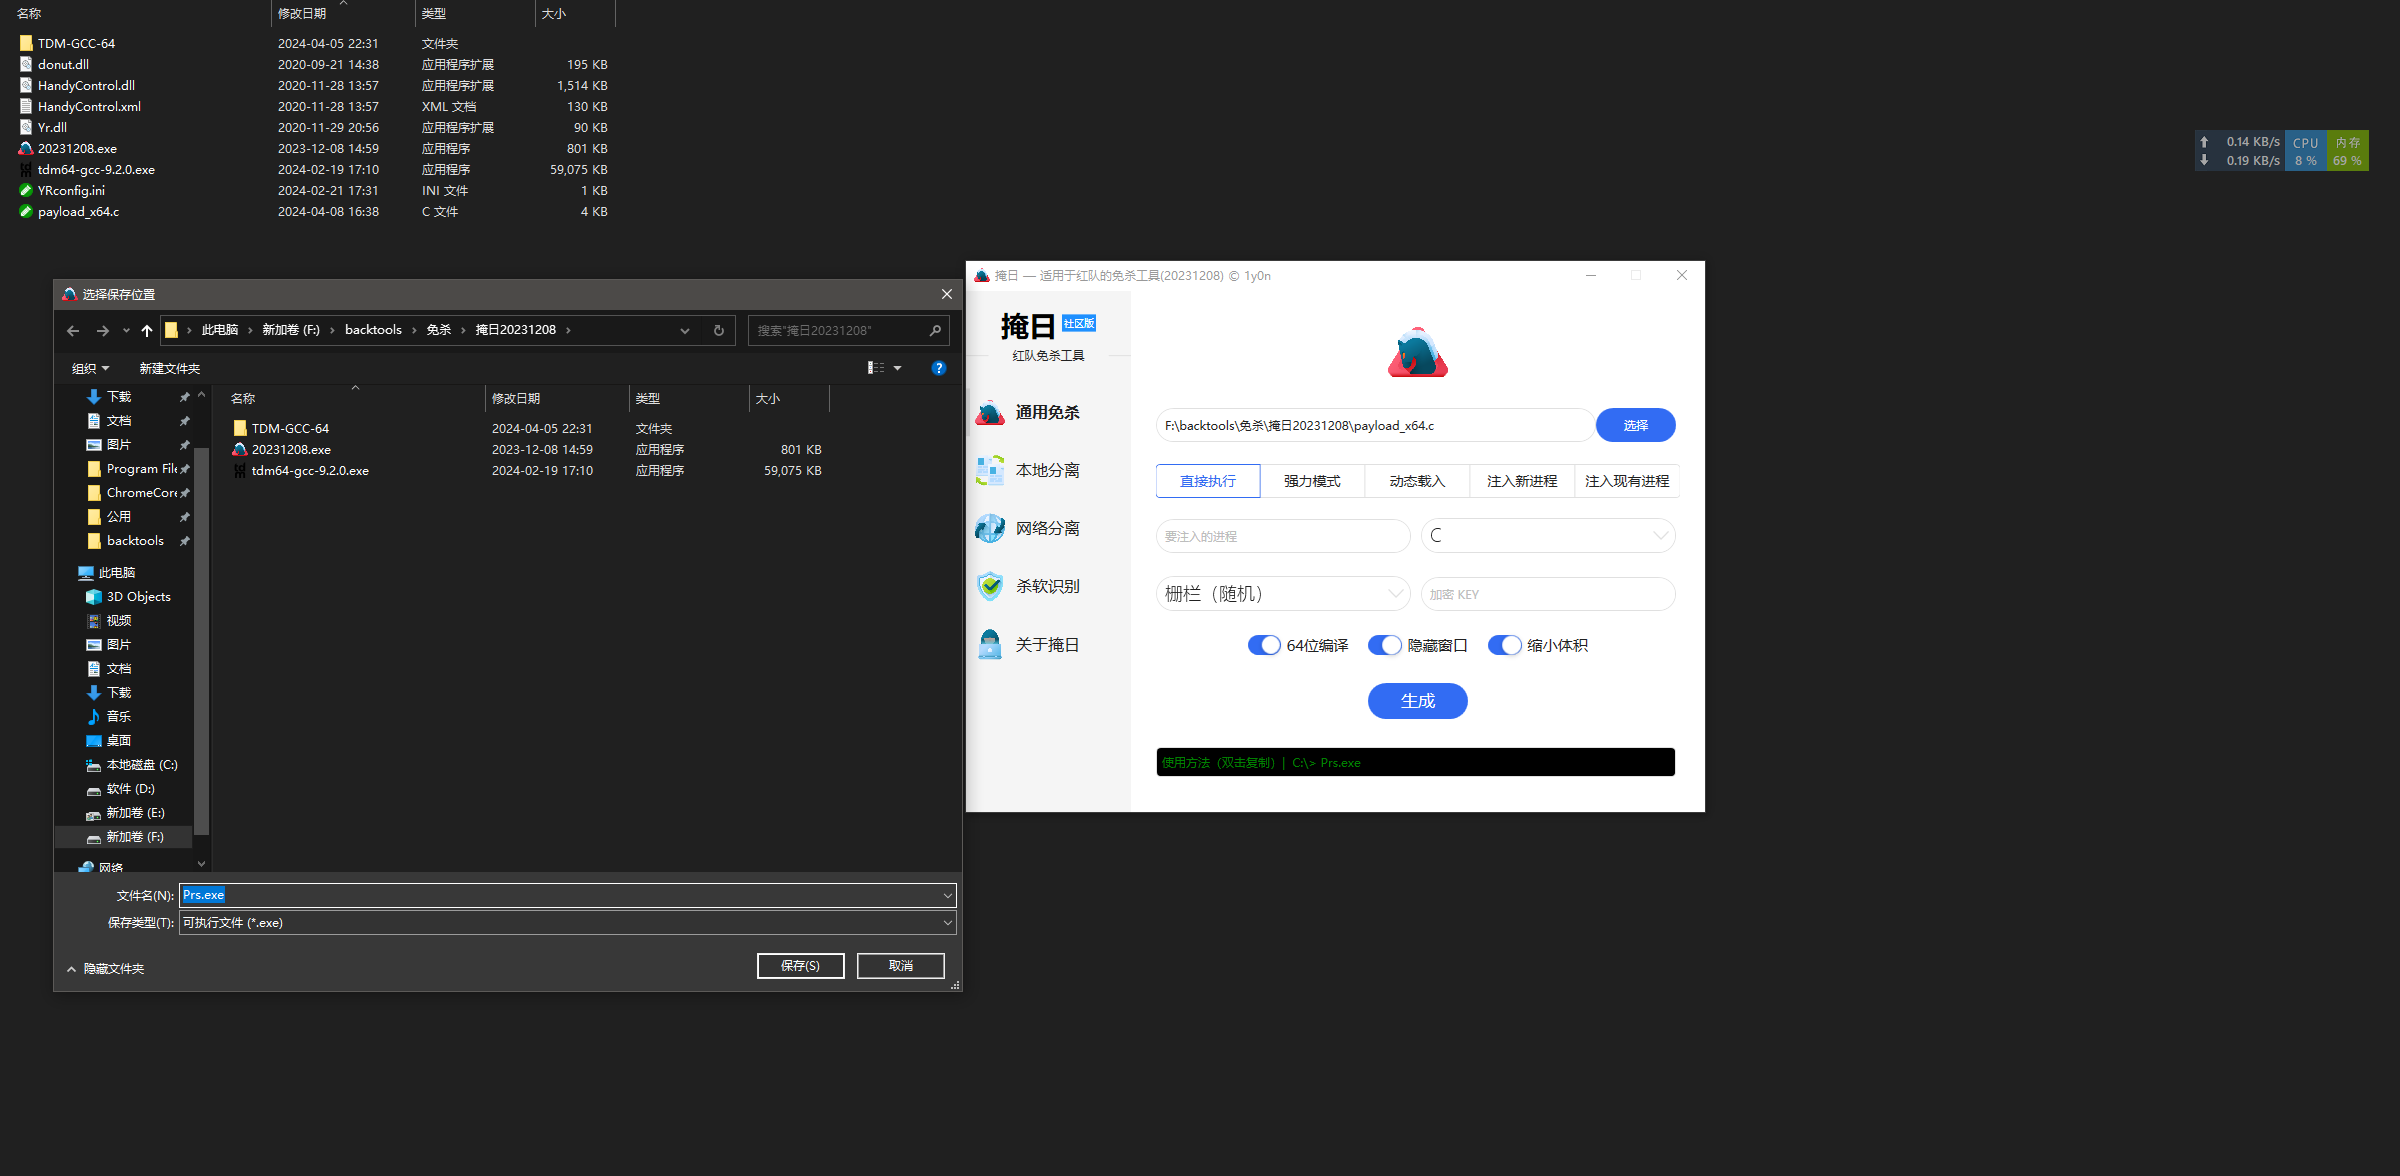 名称 修改日期 类型 大小
TDM-GCC-64 2024-04-05 22:31 文件夹
donut.dll 2020-09-21 14:38 应用程序扩展 195 KB
HandyControl.dll 2020-11-28 13:57 应用程序扩展 1,514 KB
HandyControl.xml 2020-11-28 13:57 XML 文档 130 KB
Yr.dll 2020-11-29 20:56 应用程序扩展 90 KB
20231208.exe 2023-12-08 14:59 应用程序 801 KB
tdm64-gcc-9.2.0.exe 2024-02-19 17:10 应用程序 59,075 KB
YRconfig.ini 2024-02-21 17:31 INI 文件 1 KB
payload_x64.c 2024-04-08 16:38 C 文件 4 KB
0.14 KB/s CPU 内存
0.19 KB/s 8 % 69 %
选择保存位置
此电脑 › 新加卷 (F:) › backtools › 免杀 › 掩日20231208 ›
搜索"掩日20231208"
组织 新建文件夹
下载
文档
图片
Program File
ChromeCore
公用
backtools
此电脑
3D Objects
视频
图片
文档
下载
音乐
桌面
本地磁盘 (C:)
软件 (D:)
新加卷 (E:)
新加卷 (F:)
网络
名称 修改日期 类型 大小
TDM-GCC-64 2024-04-05 22:31 文件夹
20231208.exe 2023-12-08 14:59 应用程序 801 KB
tdm64-gcc-9.2.0.exe 2024-02-19 17:10 应用程序 59,075 KB
文件名(N): Prs.exe
保存类型(T): 可执行文件 (*.exe)
隐藏文件夹 保存(S) 取消
掩日 — 适用于红队的免杀工具(20231208) © 1y0n
掩日 社区版
红队免杀工具
通用免杀
本地分离
网络分离
杀软识别
关于掩日
F:\backtools\免杀\掩日20231208\payload_x64.c 选择
直接执行 强力模式 动态载入 注入新进程 注入现有进程
要注入的进程 C
栅栏（随机） 加密 KEY
64位编译 隐藏窗口 缩小体积
生成
使用方法（双击复制）| C:\> Prs.exe